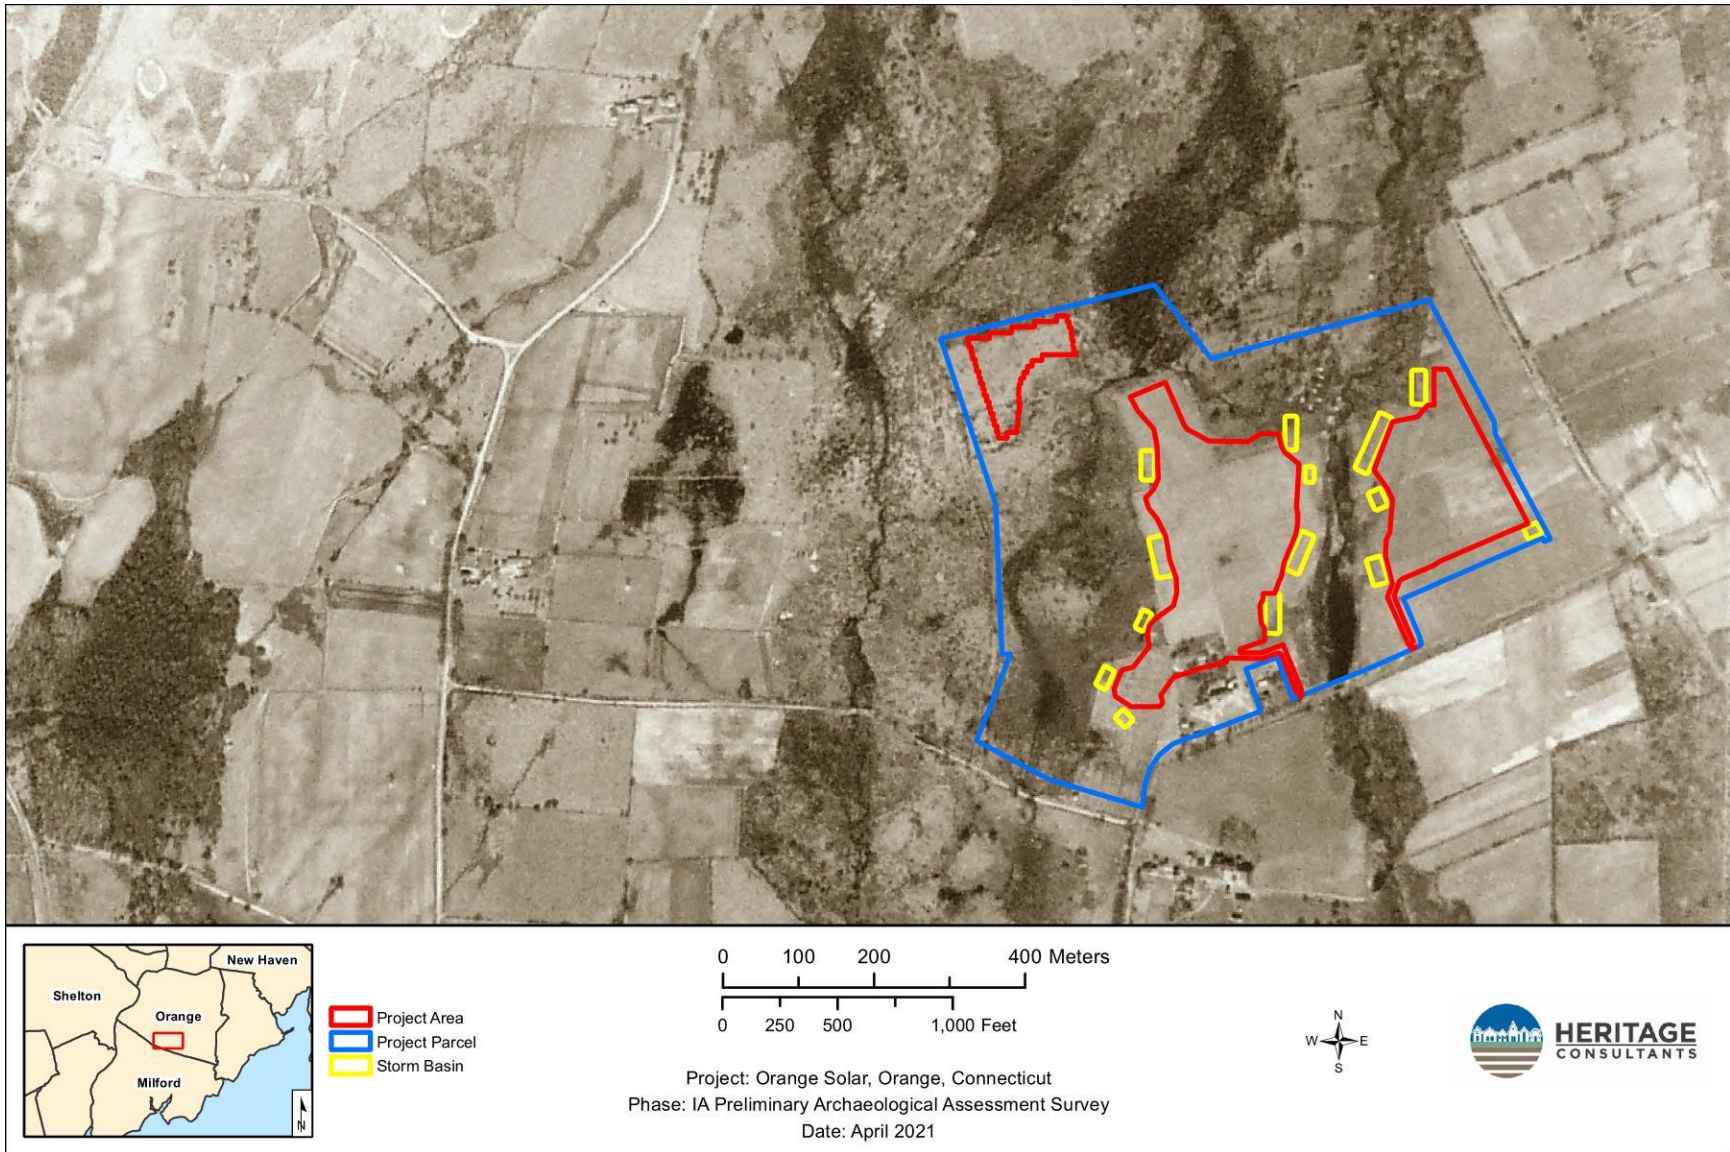 New Haven
Shelton
Orange
Milford
N
Project Area
Project Parcel
Storm Basin
0 100 200 400 Meters
0 250 500 1,000 Feet
Project: Orange Solar, Orange, Connecticut
Phase: IA Preliminary Archaeological Assessment Survey
Date: April 2021
N
W E
S
HERITAGE
CONSULTANTS